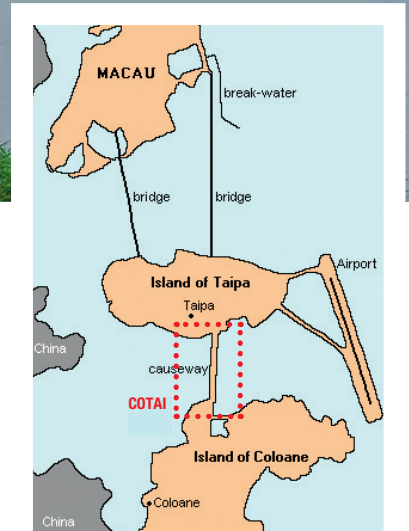 MACAU
break-water
bridge
bridge
Airport
Island of Taipa
Taipa
China
causeway
COTAI
Island of Coloane
Coloane
China